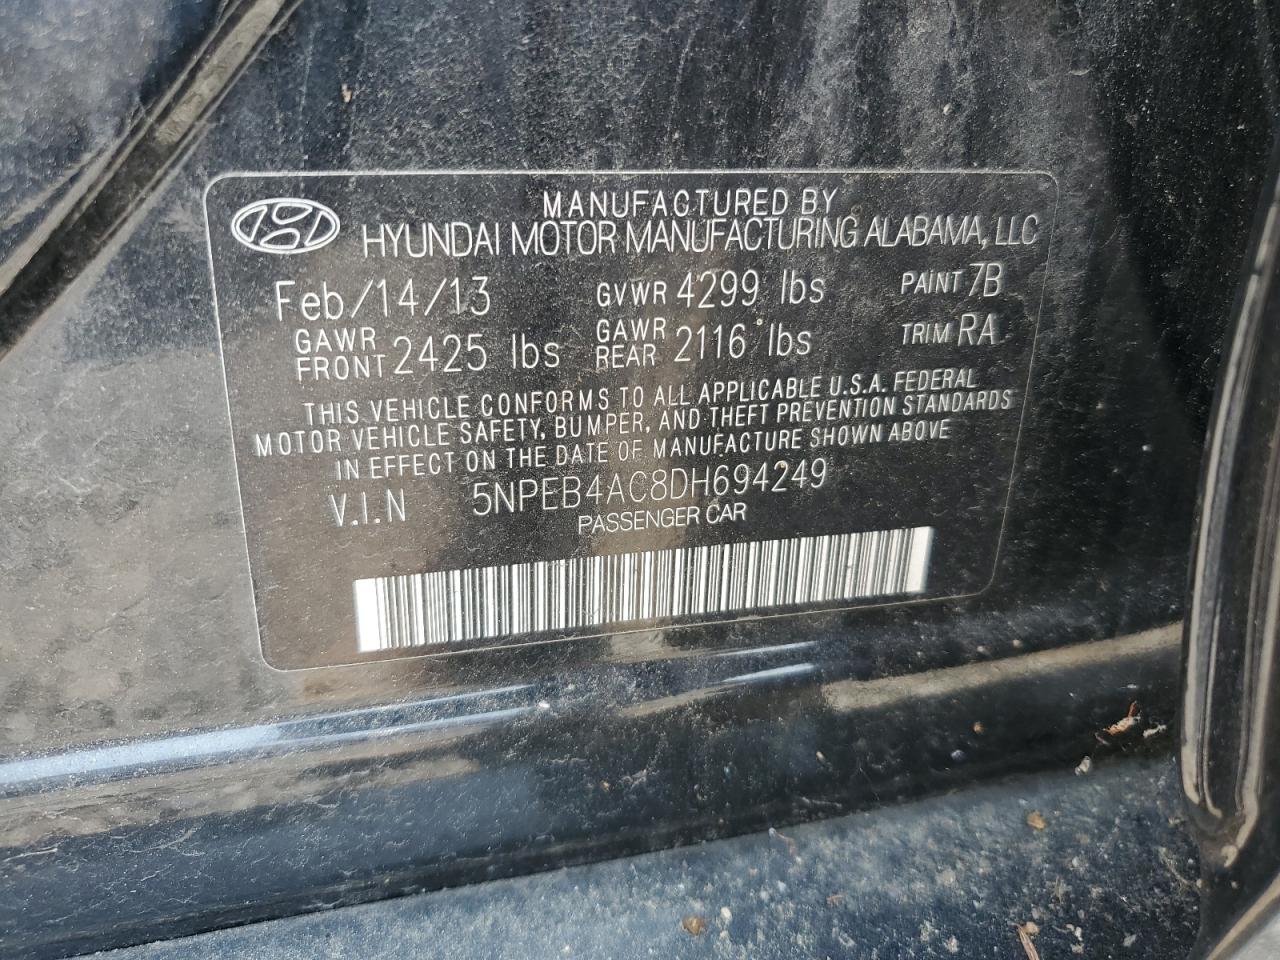 MANUFACTURED BY
HYUNDAI MOTOR MANUFACTURING ALABAMA, LLC
Feb/14/13 GVWR 4299 lbs PAINT 7B
GAWR FRONT 2425 lbs GAWR REAR 2116 lbs TRIM RA
THIS VEHICLE CONFORMS TO ALL APPLICABLE U.S.A. FEDERAL
MOTOR VEHICLE SAFETY, BUMPER, AND THEFT PREVENTION STANDARDS
IN EFFECT ON THE DATE OF MANUFACTURE SHOWN ABOVE
V.I.N 5NPEB4AC8DH694249
PASSENGER CAR